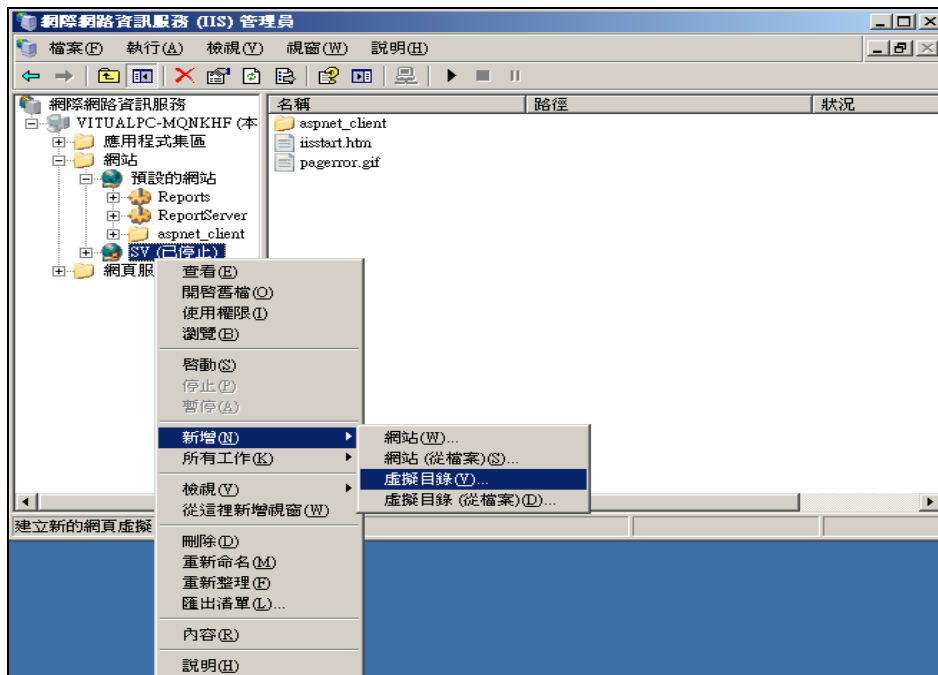 網際網路資訊服務 (IIS) 管理員
檔案(F) 執行(A) 檢視(V) 視窗(W) 說明(H)
網際網路資訊服務
VITUALPC-MQNKHF (本
應用程式集區
網站
預設的網站
Reports
ReportServer
aspnet_client
SV (已停止)
網頁服
名稱 路徑 狀況
aspnet_client
iisstart.htm
pagerror.gif
查看(E)
開啓舊檔(O)
使用權限(I)
瀏覽(B)
啓動(S)
停止(P)
暫停(A)
新增(N)
所有工作(K)
檢視(V)
從這裡新增視窗(W)
刪除(D)
重新命名(M)
重新整理(F)
匯出清單(L)...
內容(R)
說明(H)
網站(W)...
網站 (從檔案)(S)...
虛擬目錄(V)...
虛擬目錄 (從檔案)(D)...
建立新的網頁虛擬